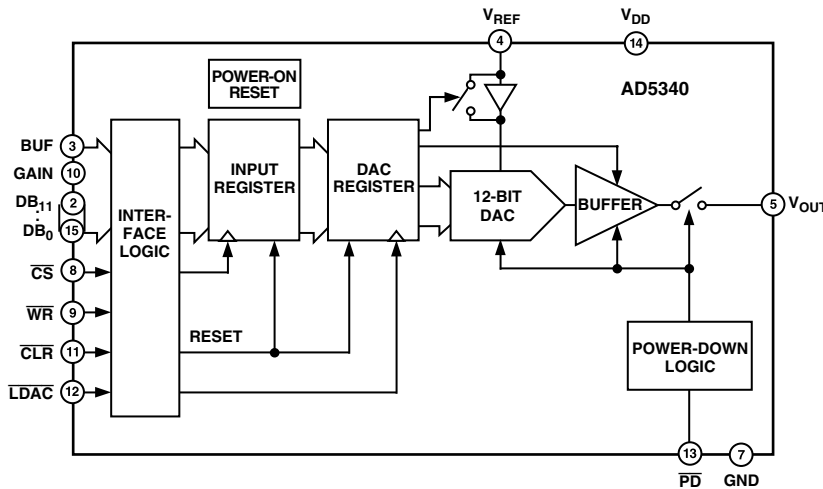 VREF
4
VDD
14
AD5340
POWER-ON
RESET
BUF
3
GAIN
10
DB11
2
.
.
.
DB0
15
CS
8
WR
9
CLR
11
LDAC
12
INTER-
FACE
LOGIC
INPUT
REGISTER
DAC
REGISTER
12-BIT
DAC
BUFFER
5
VOUT
RESET
POWER-DOWN
LOGIC
13
PD
7
GND